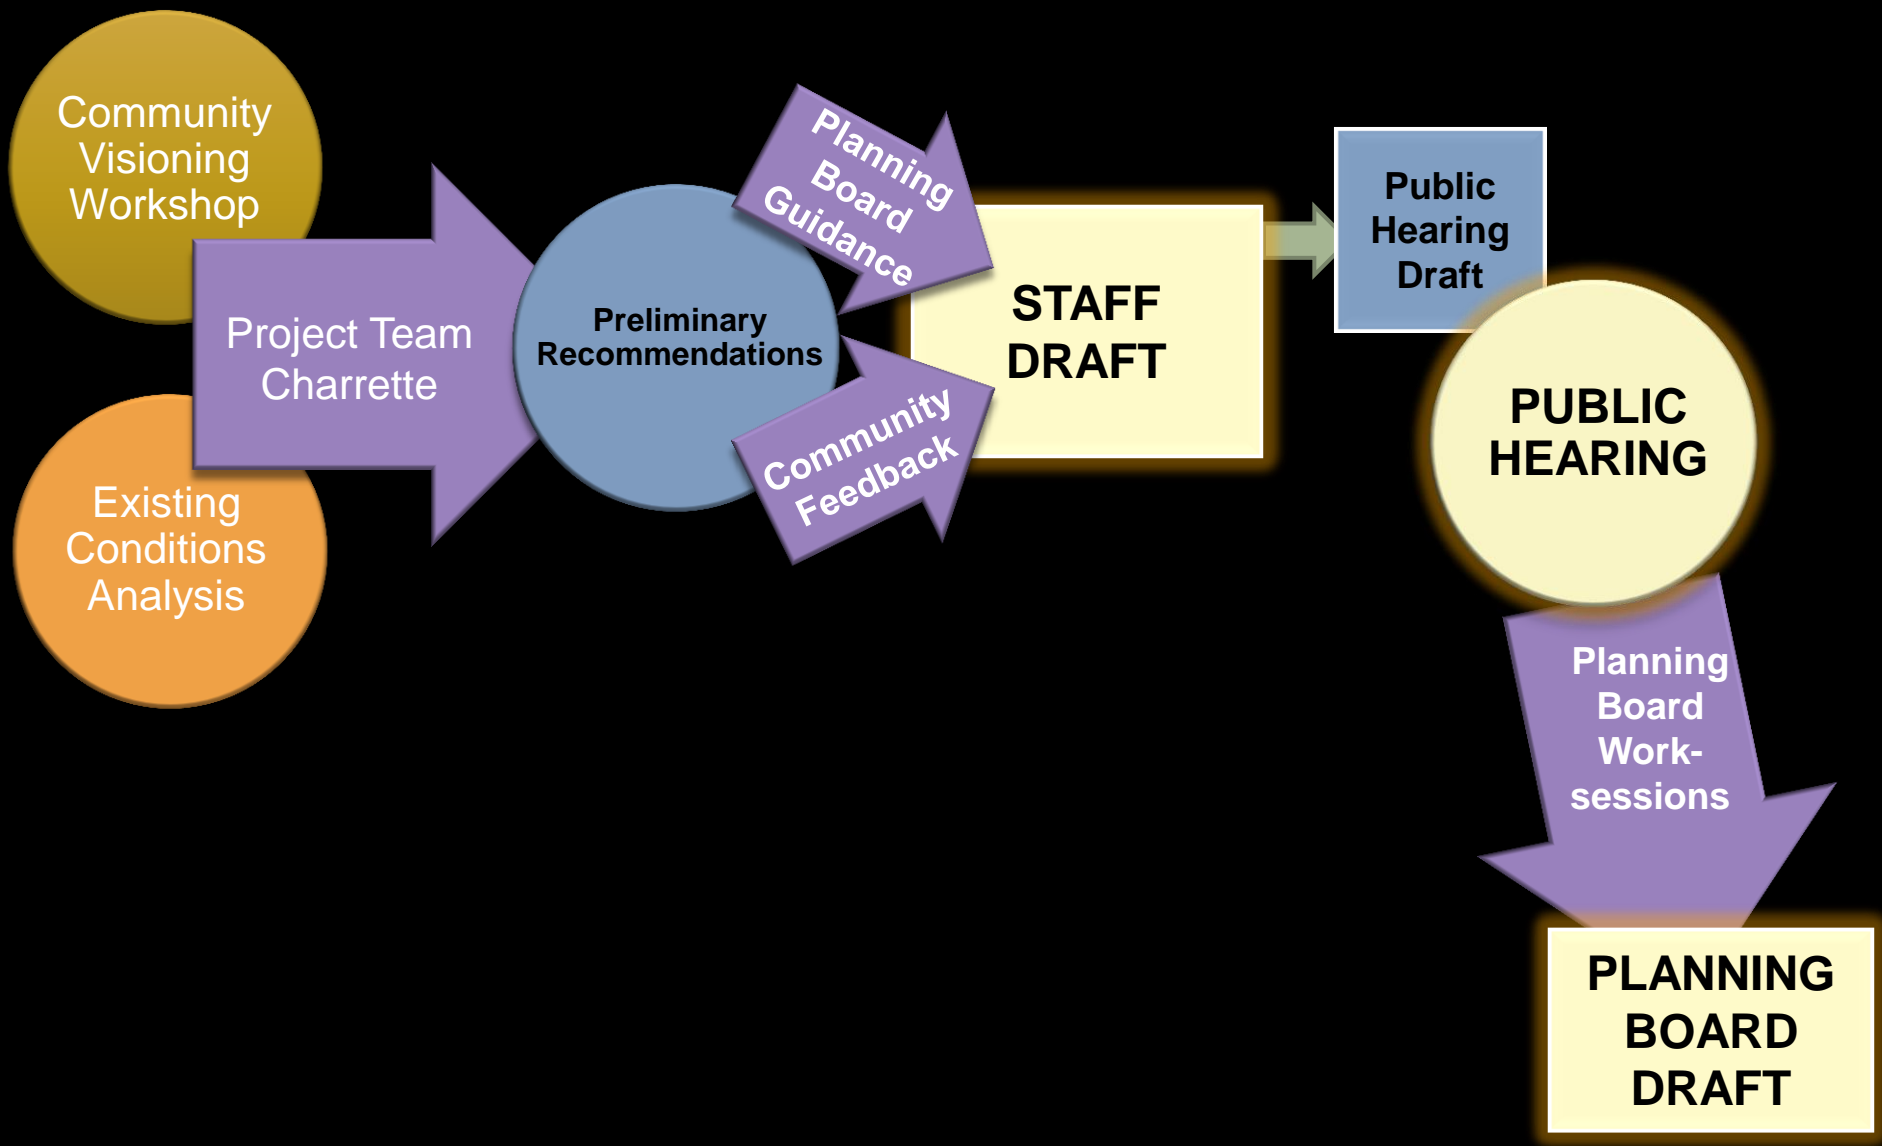 Community
Visioning
Workshop
Project Team
Charrette
Existing
Conditions
Analysis
Preliminary
Recommendations
Planning
Board
Guidance
Community
Feedback
STAFF
DRAFT
Public
Hearing
Draft
PUBLIC
HEARING
Planning
Board
Work-
sessions
PLANNING
BOARD
DRAFT